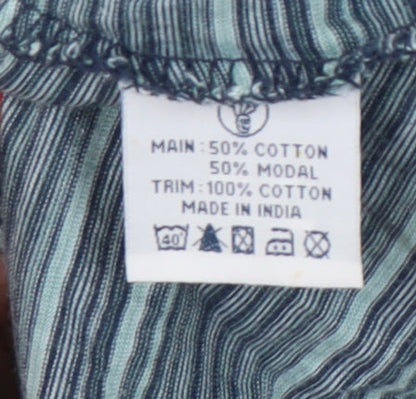 MAIN : 50% COTTON
50% MODAL
TRIM : 100% COTTON
MADE IN INDIA
40